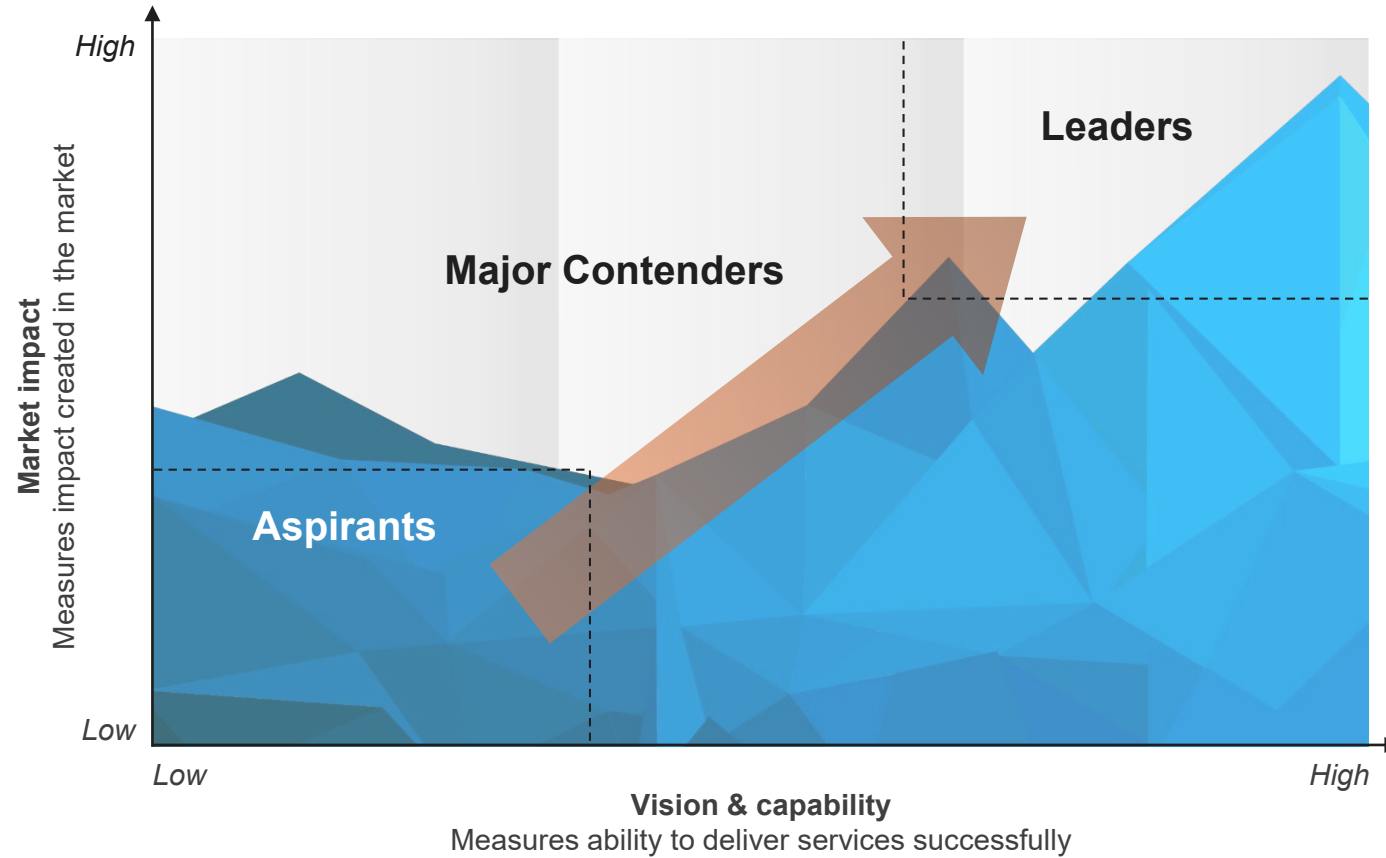 High
Leaders
Major Contenders
Market impact
Measures impact created in the market
Aspirants
Low
Low
High
Vision & capability
Measures ability to deliver services successfully